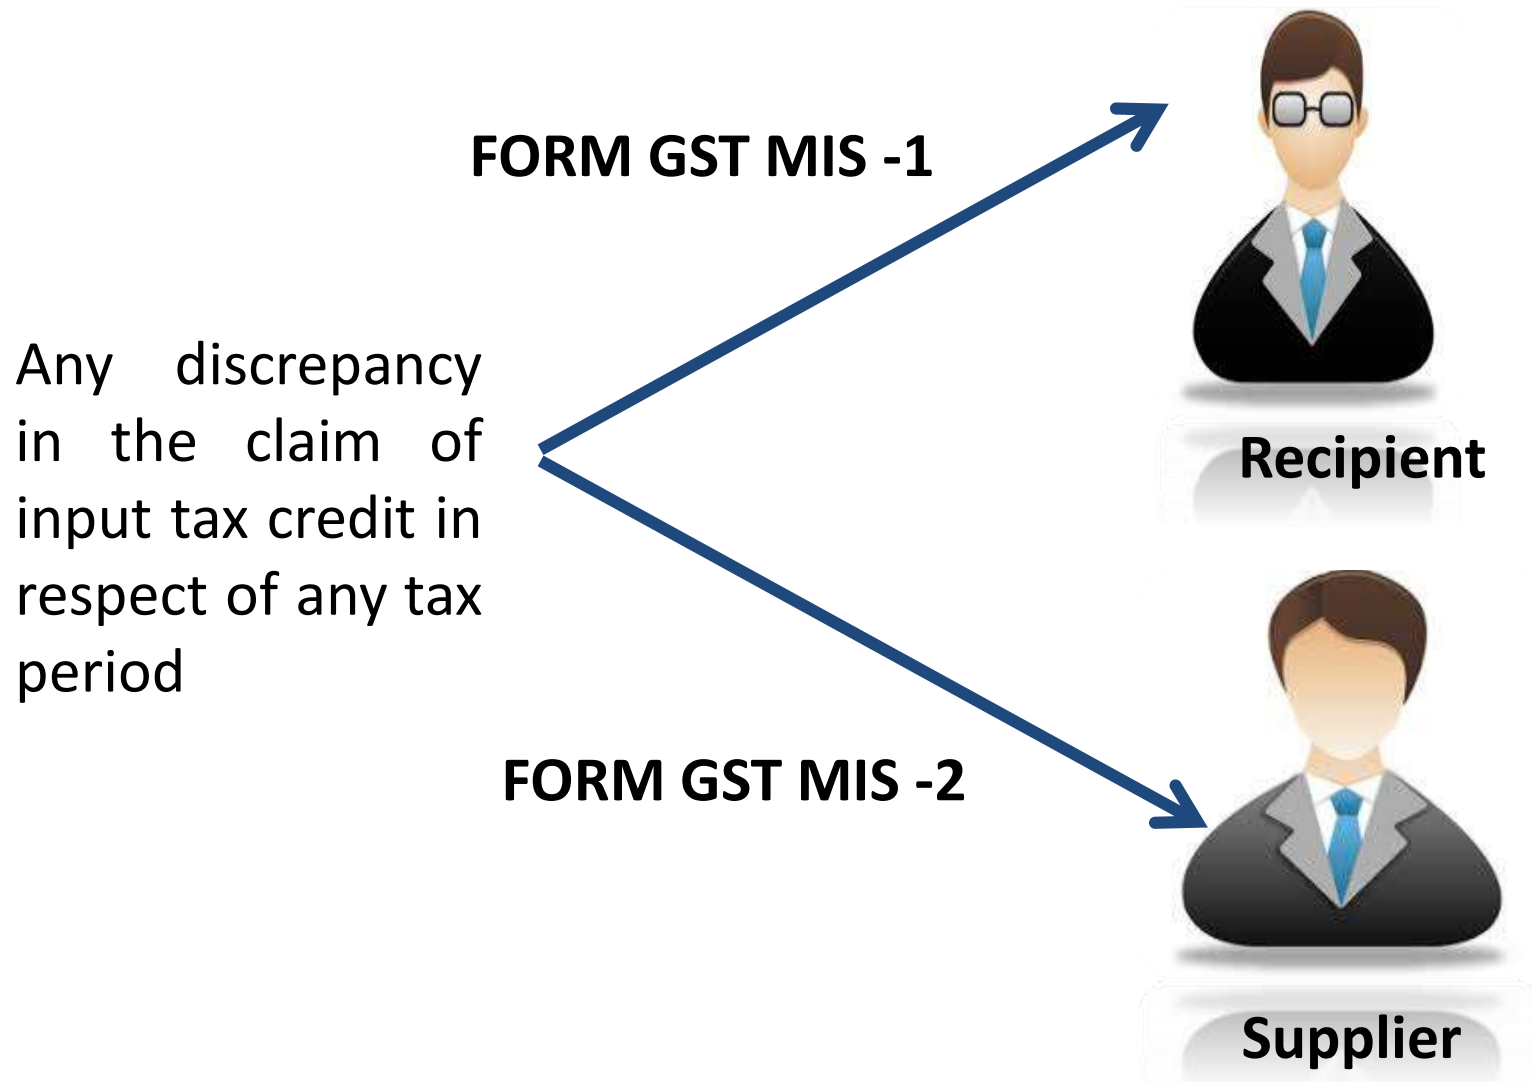 FORM GST MIS -1
Any discrepancy
in the claim of
input tax credit in
respect of any tax
period
Recipient
FORM GST MIS -2
Supplier